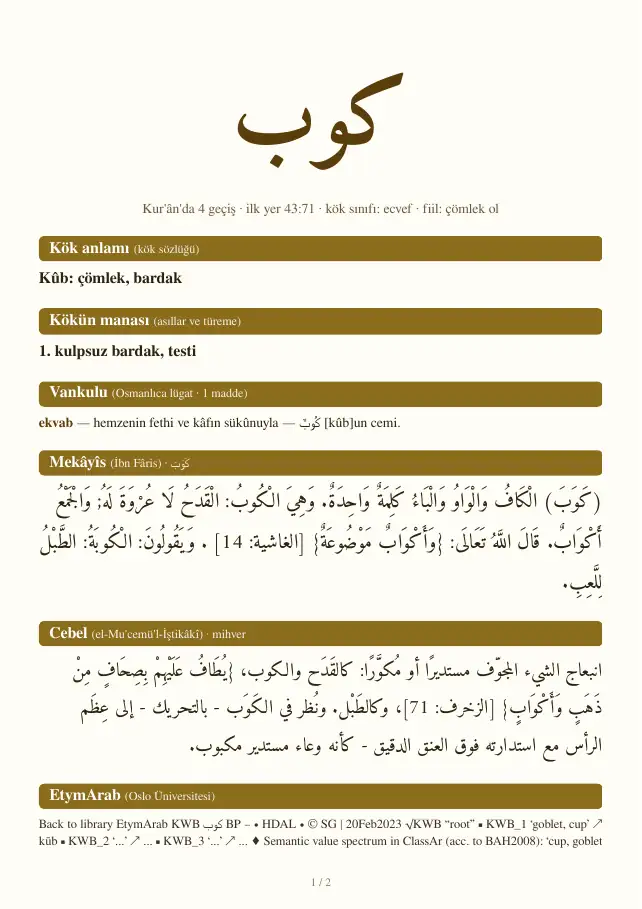 كوب
Kur'ân'da 4 geçiş · ilk yer 43:71 · kök sınıfı: ecvef · fiil: çömlek ol
Kök anlamı (kök sözlüğü)
Kûb: çömlek, bardak
Kökün manası (asıllar ve türeme)
1. kulpsuz bardak, testi
Vankulu (Osmanlıca lügat · 1 madde)
ekvab — hemzenin fethi ve kâfın sükûnuyla — كُوبٌ [kûb]un cemi.
Mekâyîs (İbn Fâris) · كَوَبَ
(كَوَبَ) الْكَافُ وَالْوَاوُ وَالْبَاءُ كَلِمَةٌ وَاحِدَةٌ. وَهِيَ الْكُوبُ: الْقَدَحُ لَا عُرْوَةَ لَهُ; وَالْجَمْعُ
أَكْوَابٌ. قَالَ اللَّهُ تَعَالَى: {وَأَكْوَابٌ مَوْضُوعَةٌ} [الغاشية: 14] . وَيَقُولُونَ: الْكُوبَةُ: الطَّبْلُ
لِلَّعِبِ.
Cebel (el-Mu'cemü'l-İştikâkî) · mihver
انبعاج الشيء المجوّف مستديرًا أو مُكوَّرًا: كالقَدَح والكوب، {يُطَافُ عَلَيْهِمْ بِصِحَافٍ مِنْ
ذَهَبٍ وَأَكْوَابٍ} [الزخرف: 71]، وكالطَبْل. ونُظر في الكَوَب - بالتحريك - إلى عِظَم
الرأس مع استدارته فوق العنق الدقيق - كأنه وعاء مستدير مكبوب.
EtymArab (Oslo Üniversitesi)
Back to library EtymArab KWB كوب BP – • HDAL • © SG | 20Feb2023 √KWB “root” ▪ KWB_1 ‘goblet, cup’ ↗
kūb ▪ KWB_2 ‘...’ ↗ ... ▪ KWB_3 ‘...’ ↗ ... ♦ Semantic value spectrum in ClassAr (acc. to BAH2008): ‘cup, goblet
1 / 2